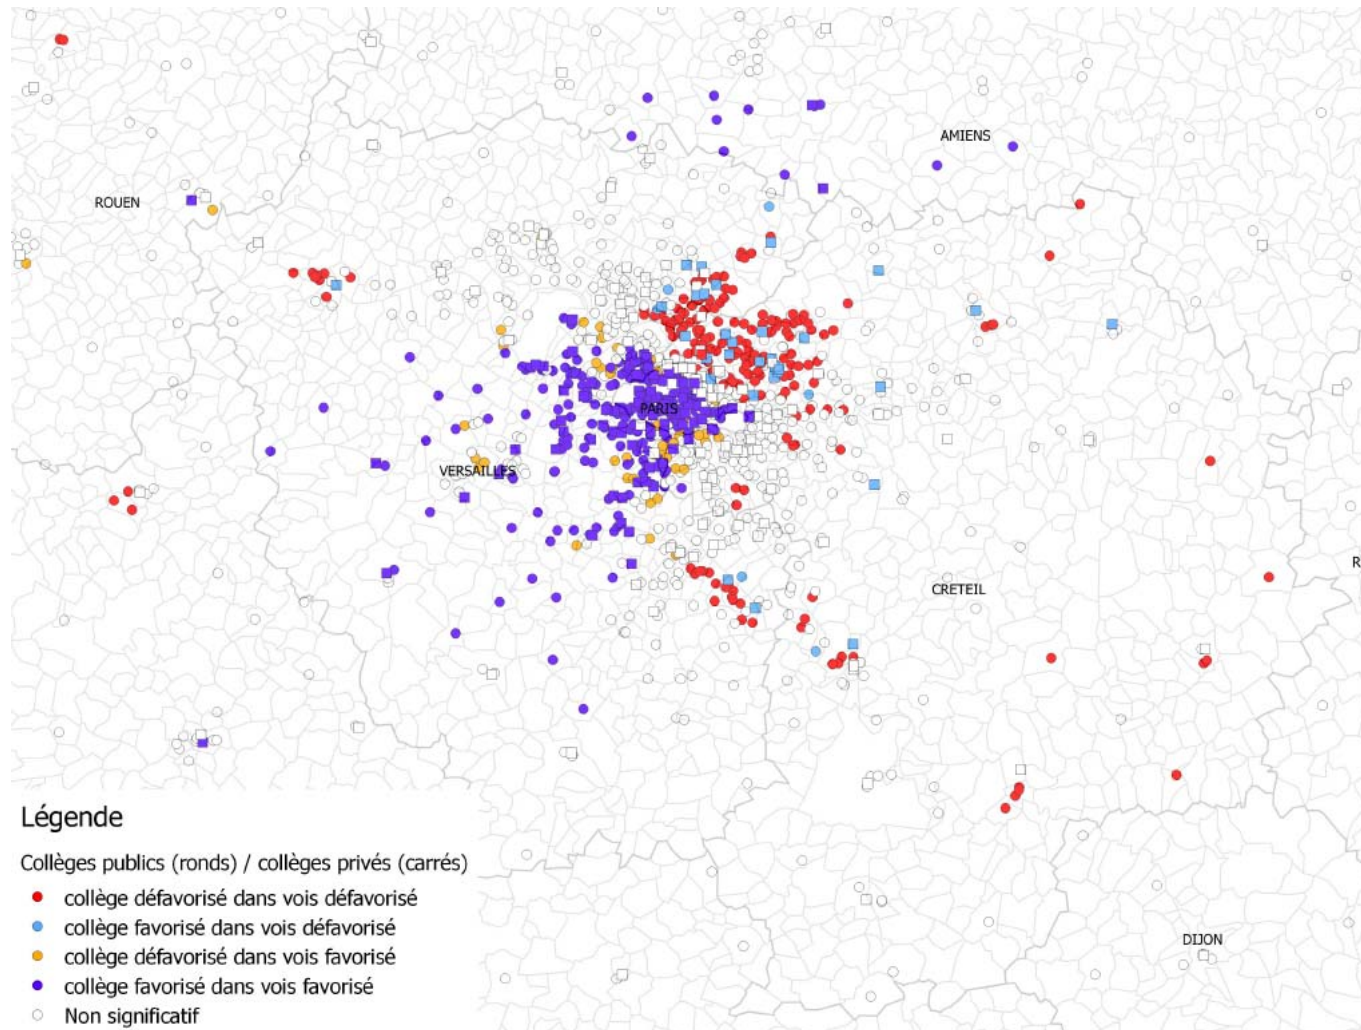 AMIENS
ROUEN
PARIS
VERSAILLES
R
CRETEIL
DIJON
Légende
Collèges publics (ronds) / collèges privés (carrés)
collège défavorisé dans vois défavorisé
collège favorisé dans vois défavorisé
collège défavorisé dans vois favorisé
collège favorisé dans vois favorisé
Non significatif